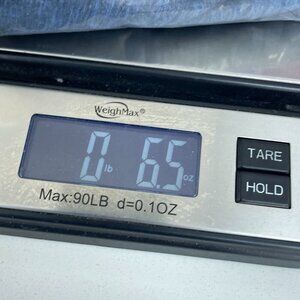 WeighMax®
0 lb 6.5 oz
TARE
HOLD
Max:90LB d=0.1OZ